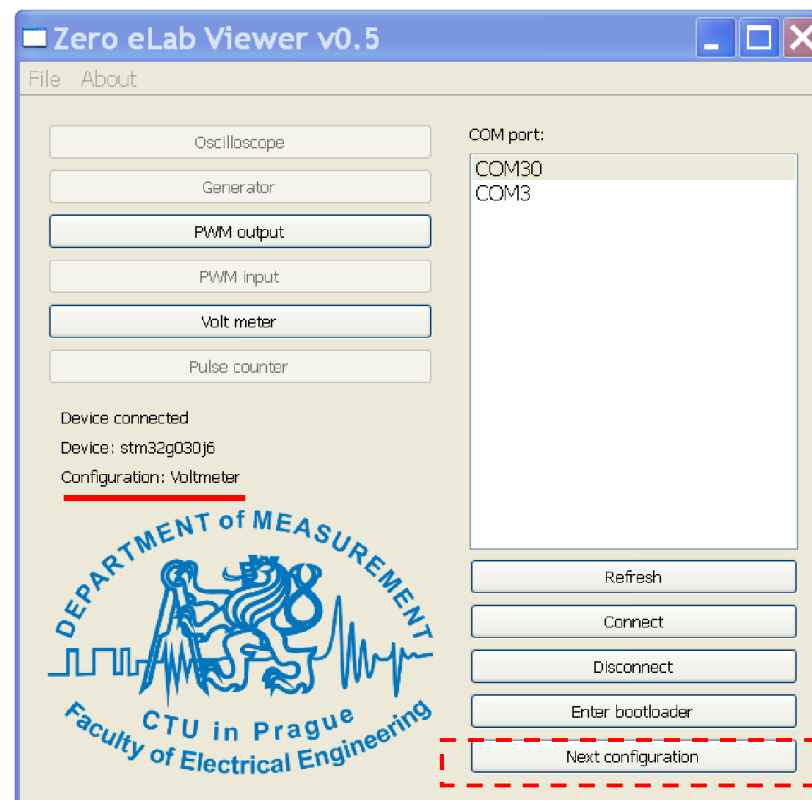 Zero eLab Viewer v0.5
File About
Oscilloscope
Generator
PWM output
PWM input
Volt meter
Pulse counter
Device connected
Device: stm32g030j6
Configuration: Voltmeter
DEPARTMENT of MEASUREMENT
CTU in Prague
Faculty of Electrical Engineering
COM port:
COM30
COM3
Refresh
Connect
Disconnect
Enter bootloader
Next configuration